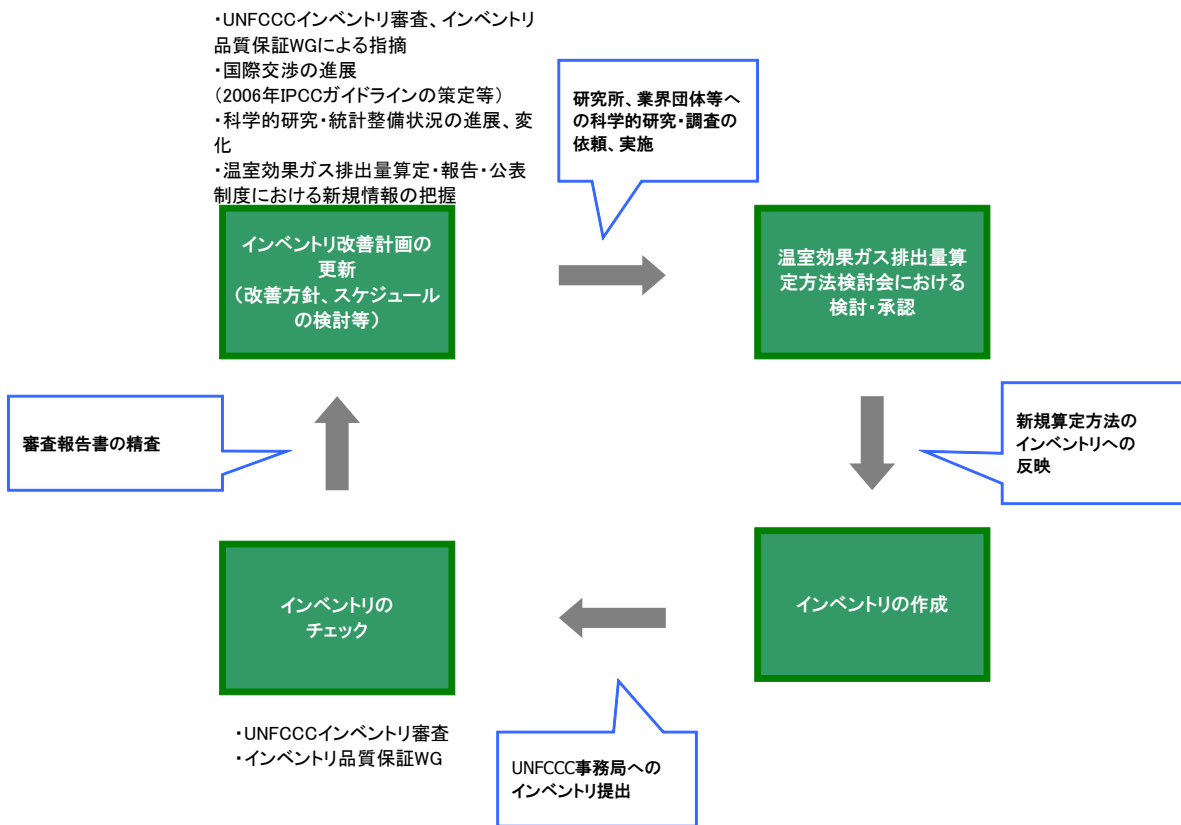 ・UNFCCCインベントリ審査、インベントリ
品質保証WGによる指摘
・国際交渉の進展
(2006年IPCCガイドラインの策定等)
・科学的研究・統計整備状況の進展、変
化
・温室効果ガス排出量算定・報告・公表
制度における新規情報の把握
研究所、業界団体等へ
の科学的研究・調査の
依頼、実施
インベントリ改善計画の
更新
(改善方針、スケジュール
の検討等)
温室効果ガス排出量算
定方法検討会における
検討・承認
審査報告書の精査
新規算定方法の
インベントリへの
反映
インベントリの
チェック
インベントリの作成
・UNFCCCインベントリ審査
・インベントリ品質保証WG
UNFCCC事務局への
インベントリ提出